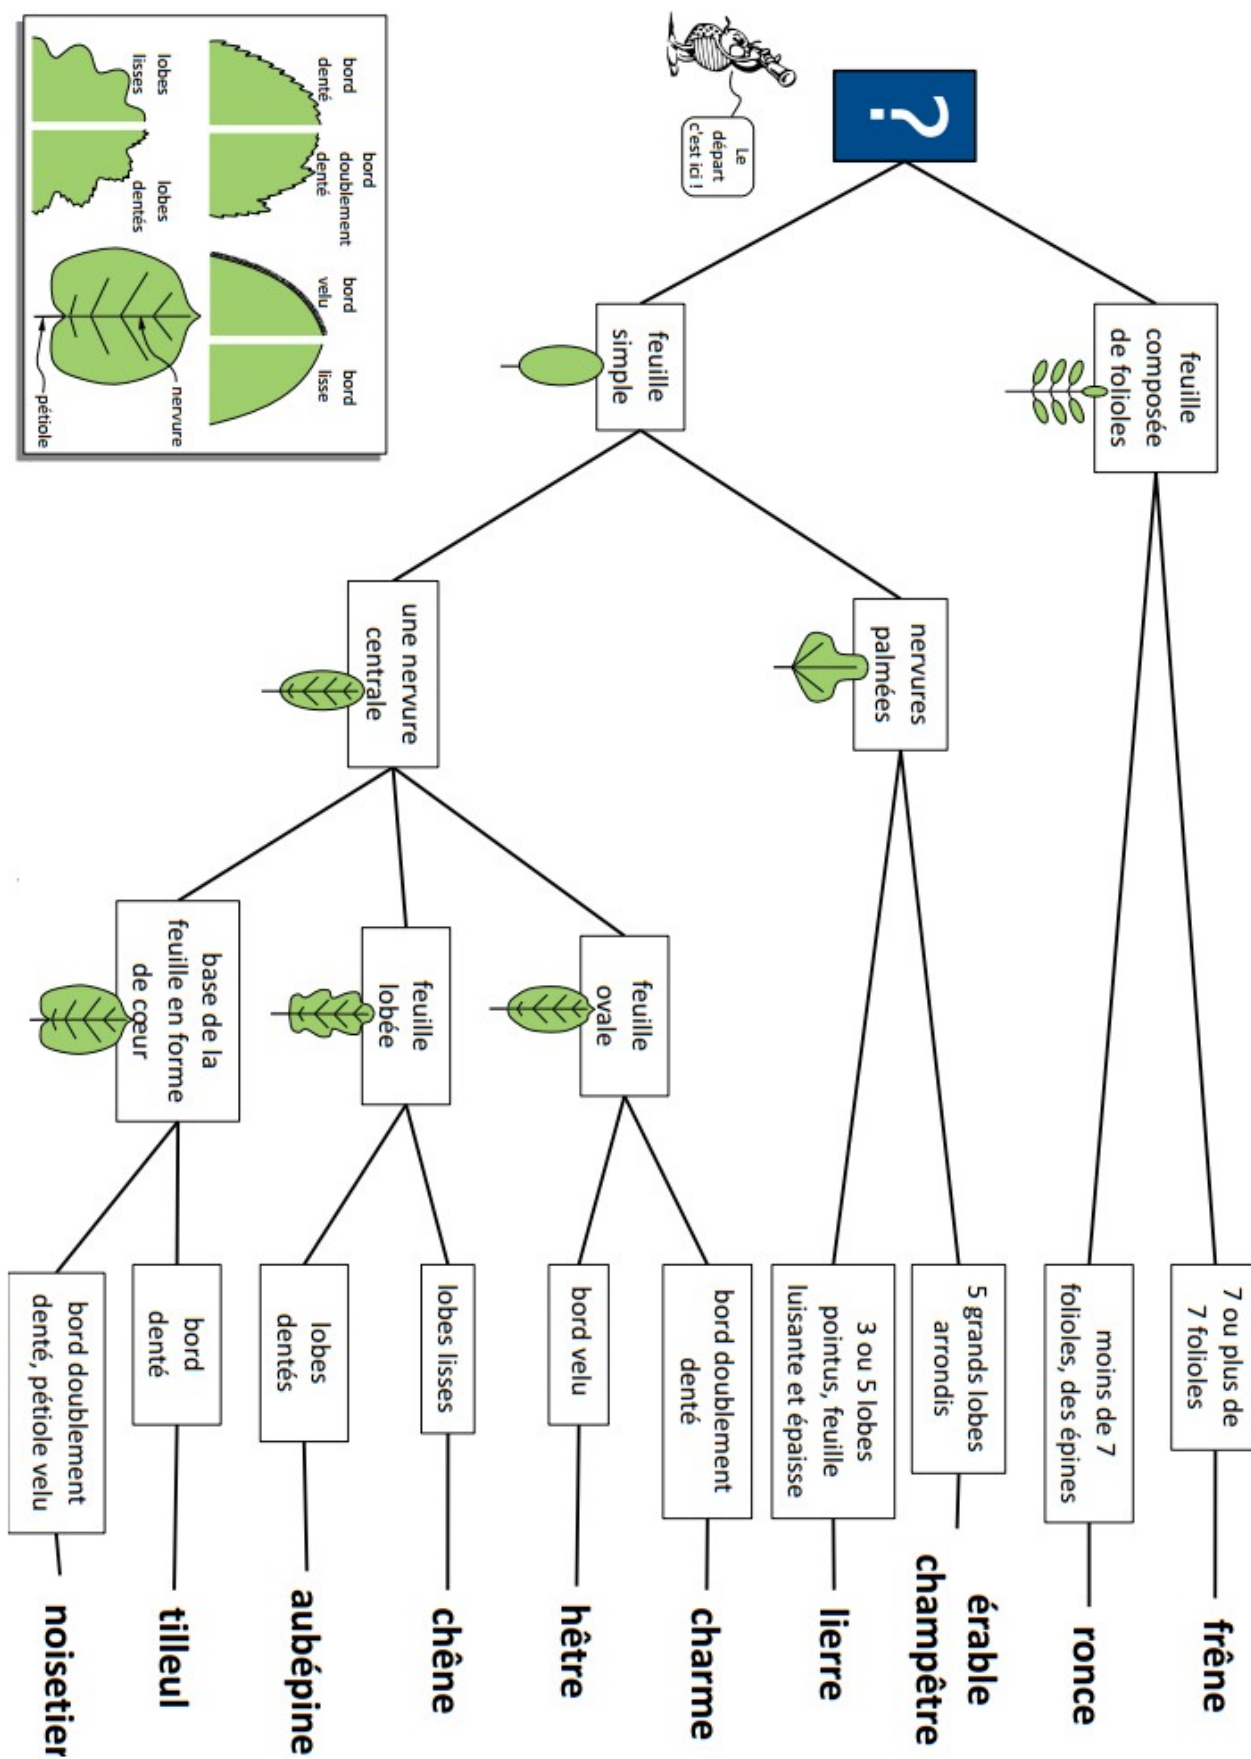 ?
Le
départ
c'est ici !
feuille
composée
de folioles
feuille
simple
nervures
palmées
une nervure
centrale
feuille
ovale
feuille
lobée
base de la
feuille en forme
de cœur
7 ou plus de
7 folioles
frêne
moins de 7
folioles, des épines
ronce
5 grands lobes
arrondis
érable
champêtre
3 ou 5 lobes
pointus, feuille
luisante et épaisse
lierre
bord doublement
denté
charme
bord velu
hêtre
lobes lisses
chêne
lobes
dentés
aubépine
bord
denté
tilleul
bord doublement
denté, pétiole velu
noisetier
bord
denté
bord
doublement
denté
bord
velu
bord
lisse
lobes
lisses
lobes
dentés
nervure
pétiole